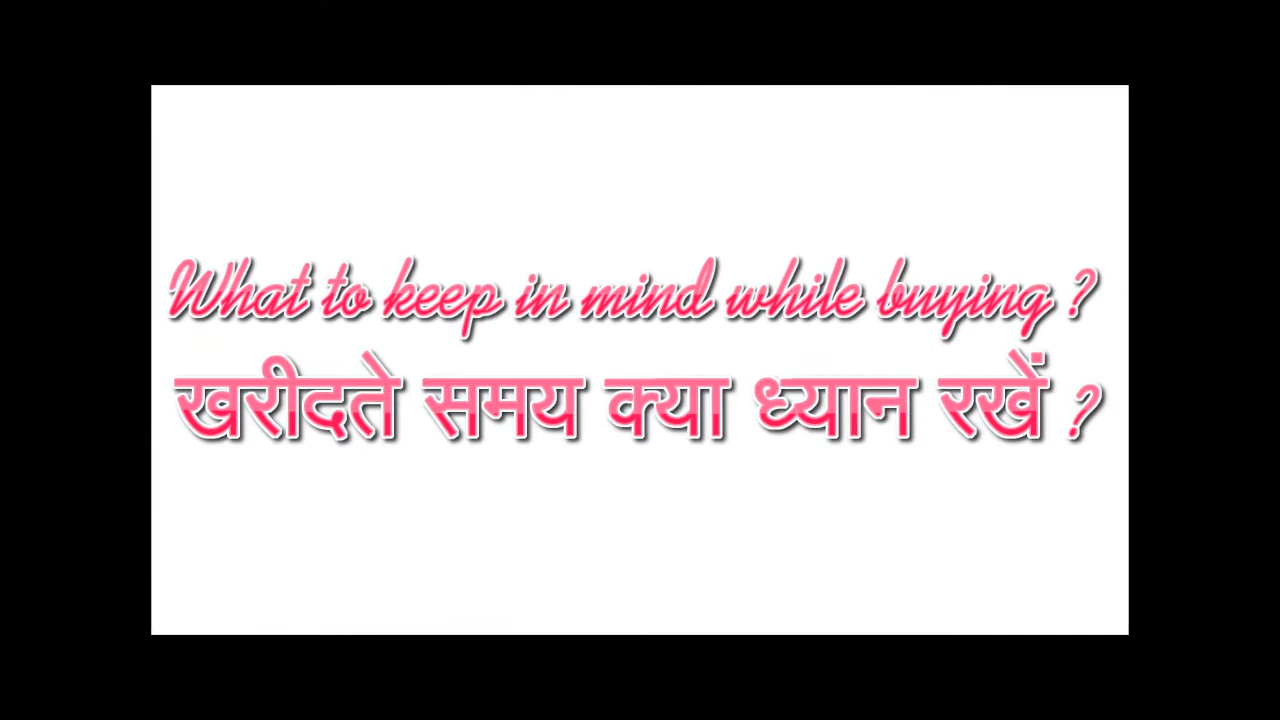 What to keep in mind while buying ?
खरीदते समय क्या ध्यान रखें ?